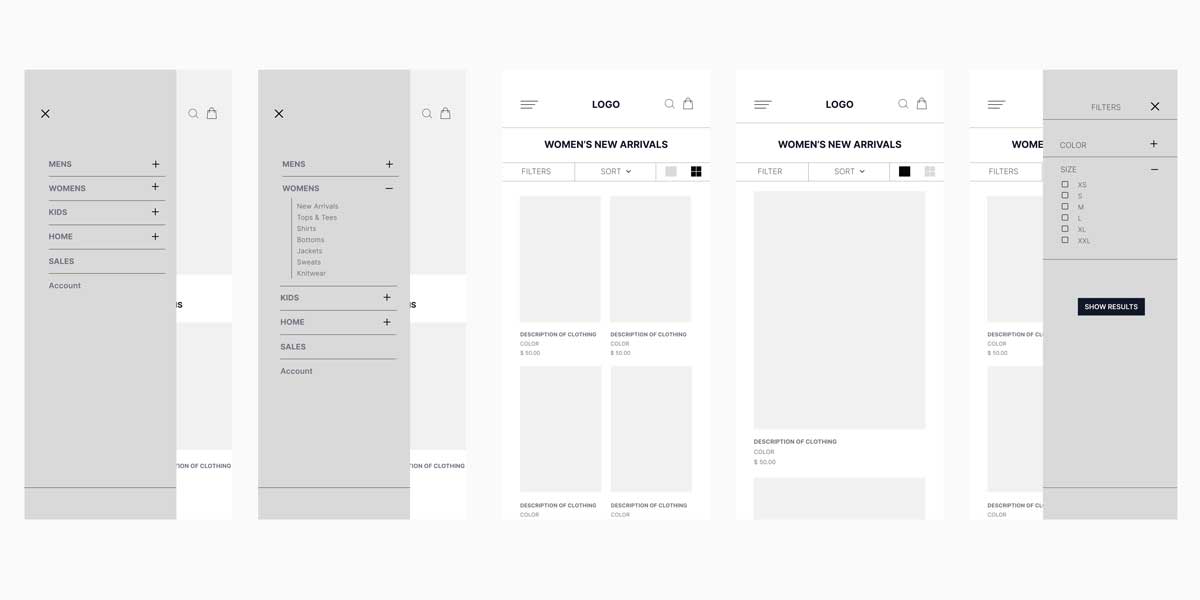 MENS
WOMENS
KIDS
HOME
SALES
Account
ION OF CLOTHING
MENS
WOMENS
New Arrivals
Tops & Tees
Shirts
Bottoms
Jackets
Sweats
Knitwear
KIDS
HOME
SALES
Account
ION OF CLOTHING
LOGO
WOMEN'S NEW ARRIVALS
FILTERS SORT
DESCRIPTION OF CLOTHING DESCRIPTION OF CLOTHING
COLOR COLOR
$ 50.00 $ 50.00
DESCRIPTION OF CLOTHING DESCRIPTION OF CLOTHING
COLOR COLOR
LOGO
WOMEN'S NEW ARRIVALS
FILTER SORT
DESCRIPTION OF CLOTHING
COLOR
$ 50.00
WOME
FILTERS
DESCRIPTION OF C
COLOR
$ 50.00
DESCRIPTION OF C
COLOR
FILTERS
COLOR
SIZE
XS
S
M
L
XL
XXL
SHOW RESULTS